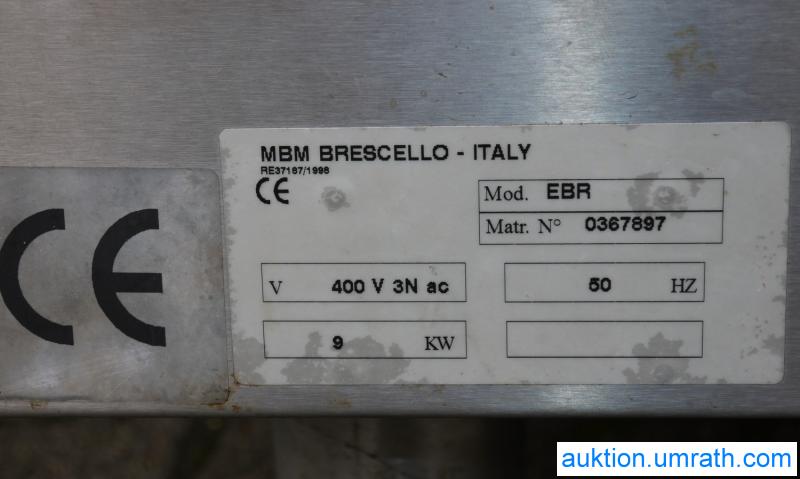 MBM BRESCELLO - ITALY
RE37187/1998
CE
Mod. EBR
Matr. N° 0367897
V 400 V 3N ac
50 HZ
9 KW
CE
auktion.umrath.com